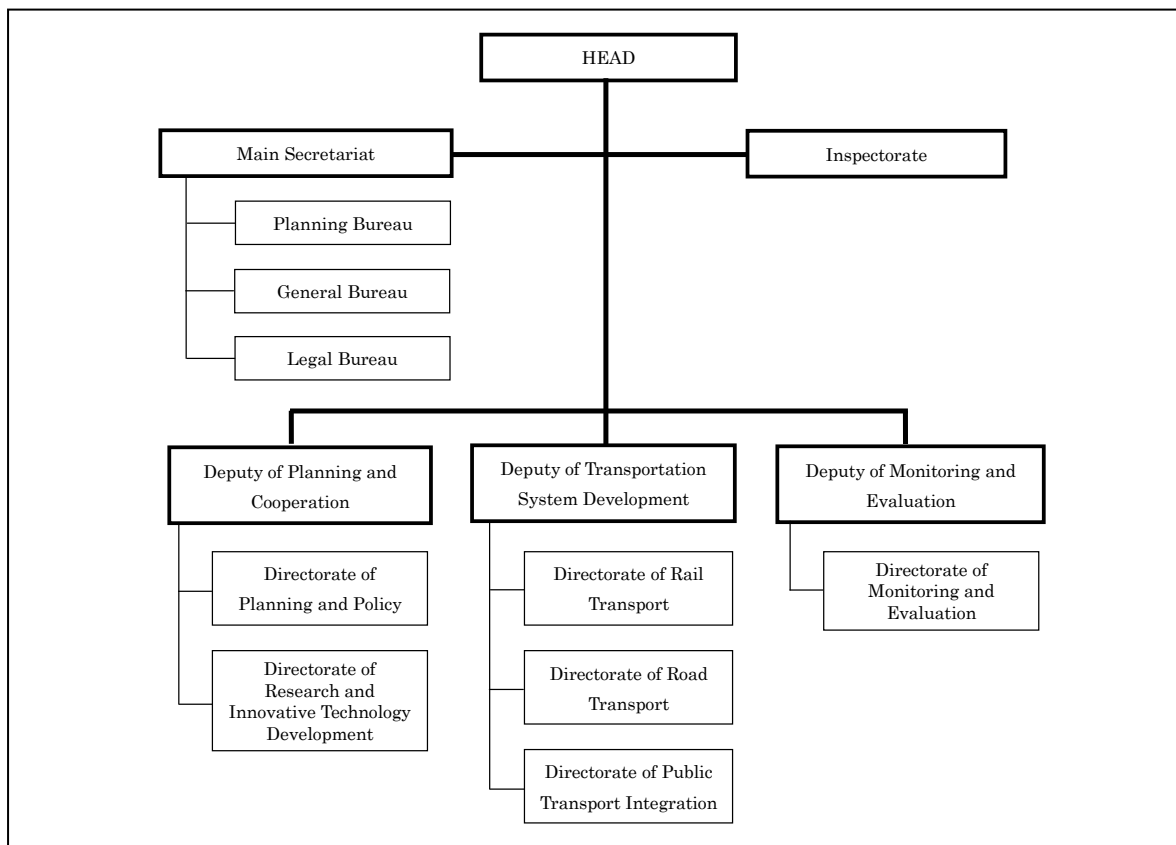 HEAD
Main Secretariat
Inspectorate
Planning Bureau
General Bureau
Legal Bureau
Deputy of Planning and
Cooperation
Deputy of Transportation
System Development
Deputy of Monitoring and
Evaluation
Directorate of
Planning and Policy
Directorate of Rail
Transport
Directorate of
Monitoring and
Evaluation
Directorate of
Research and
Innovative Technology
Development
Directorate of Road
Transport
Directorate of Public
Transport Integration